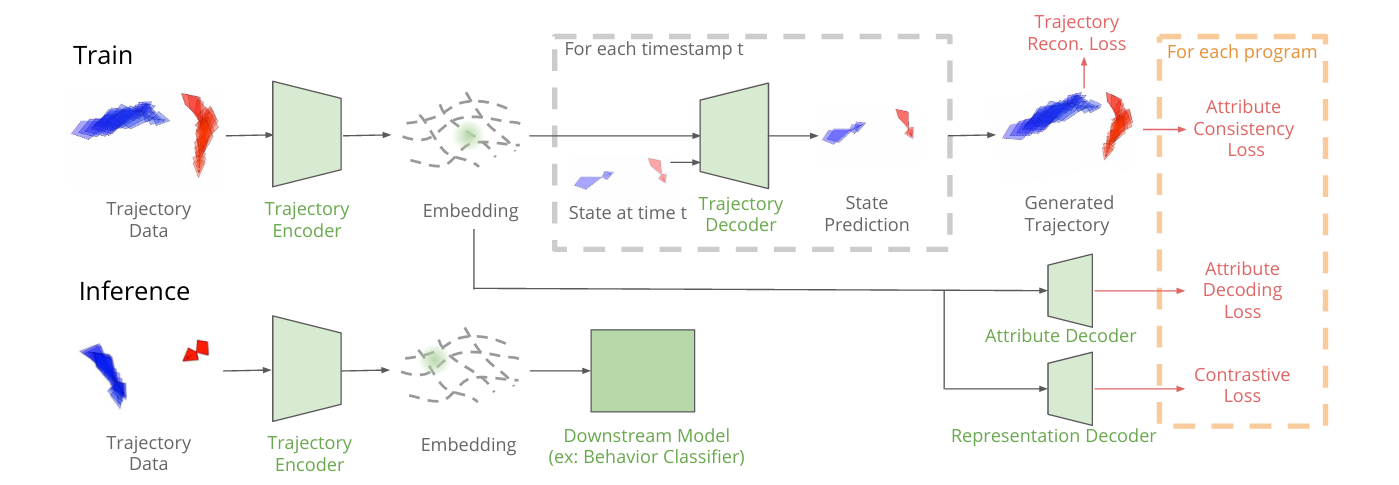 Train
For each timestamp t
Trajectory
Recon. Loss
For each program
Attribute
Consistency
Loss
Trajectory
Data
Trajectory
Encoder
Embedding
State at time t
Trajectory
Decoder
State
Prediction
Generated
Trajectory
Attribute
Decoding
Loss
Attribute Decoder
Contrastive
Loss
Representation Decoder
Inference
Trajectory
Data
Trajectory
Encoder
Embedding
Downstream Model
(ex: Behavior Classifier)